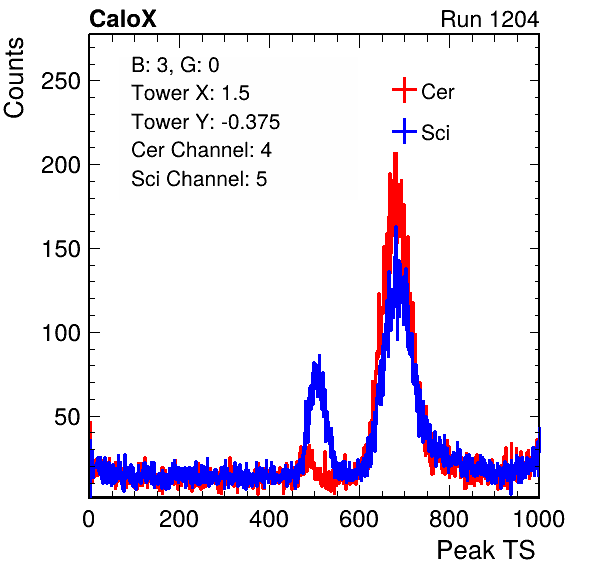 CaloX Run 1204
Counts
B: 3, G: 0
Tower X: 1.5
Tower Y: -0.375
Cer Channel: 4
Sci Channel: 5
Cer
Sci
250
200
150
100
50
0 200 400 600 800 1000
Peak TS